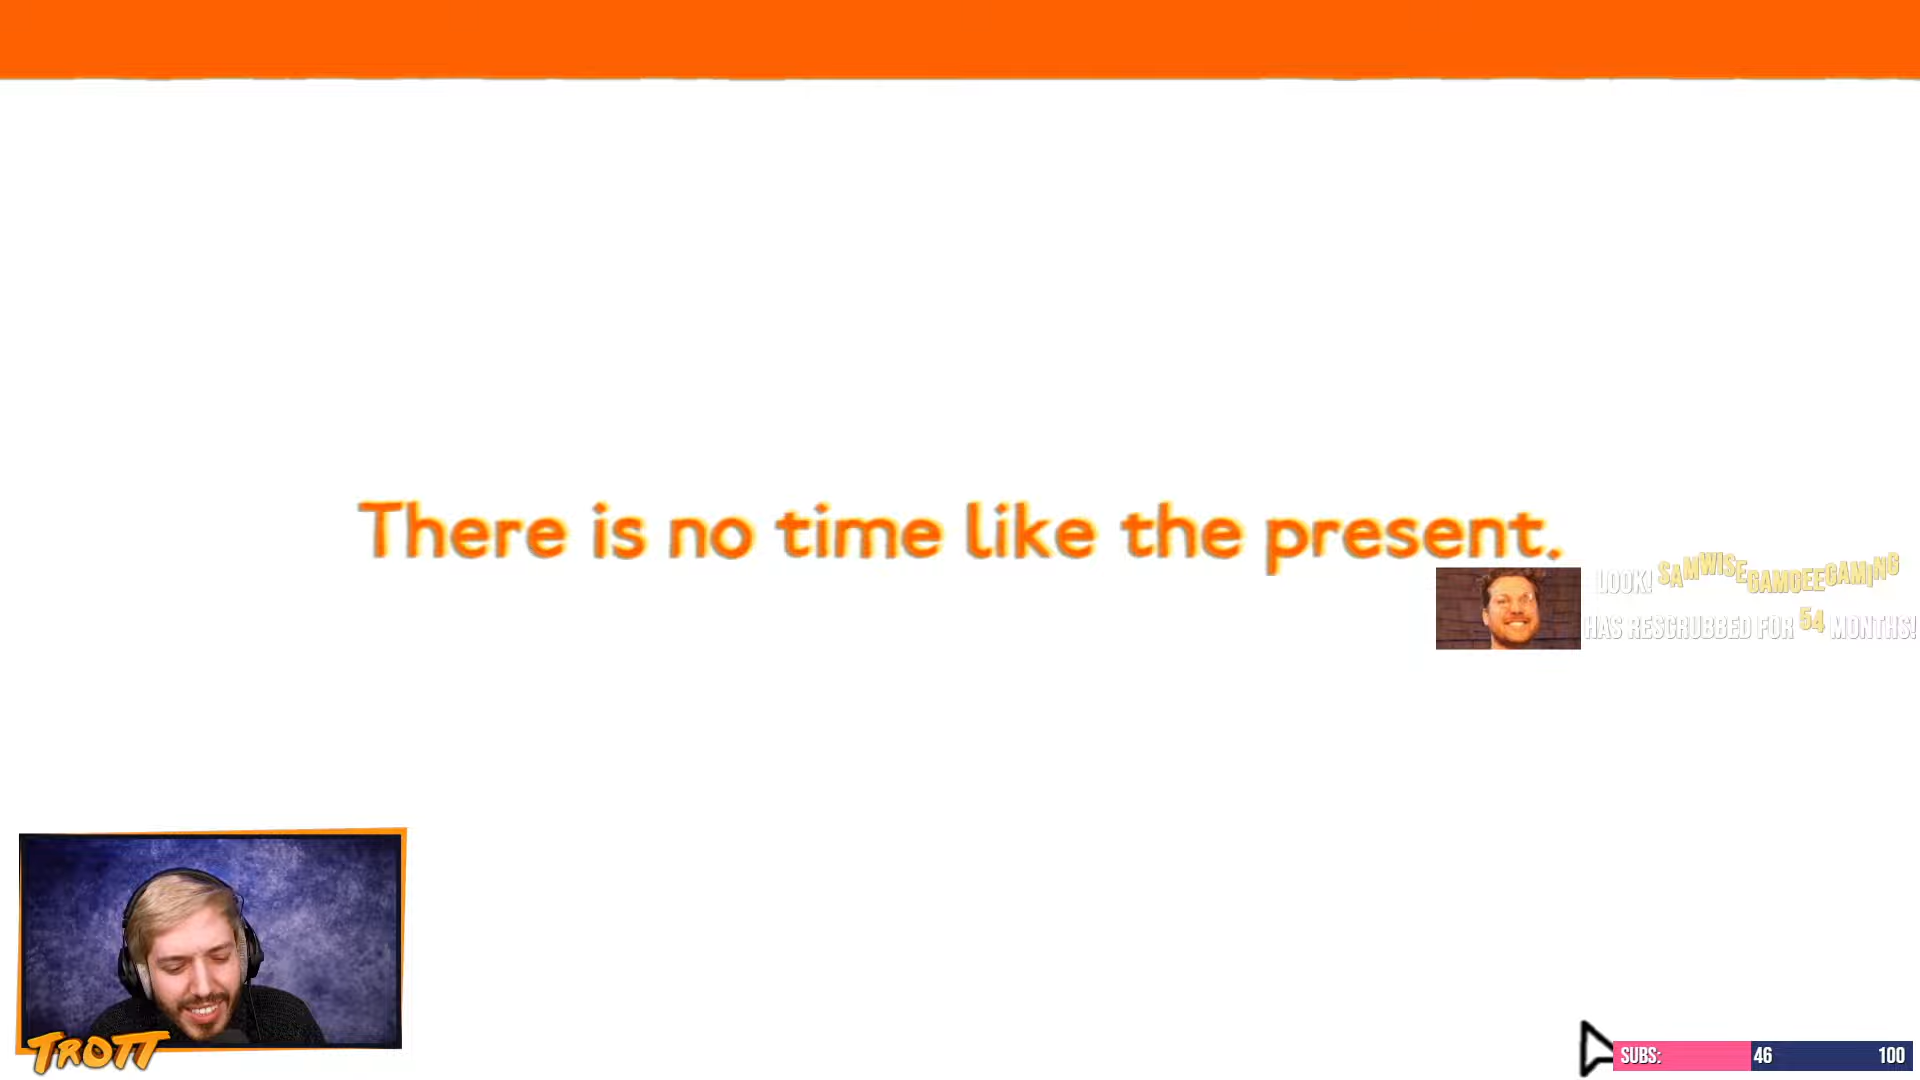 There is no time like the present.
LOOK! SAMWISEGAMGEEGAMING
HAS RESCRUBBED FOR 54 MONTHS!
TROTT
SUBS: 46 100